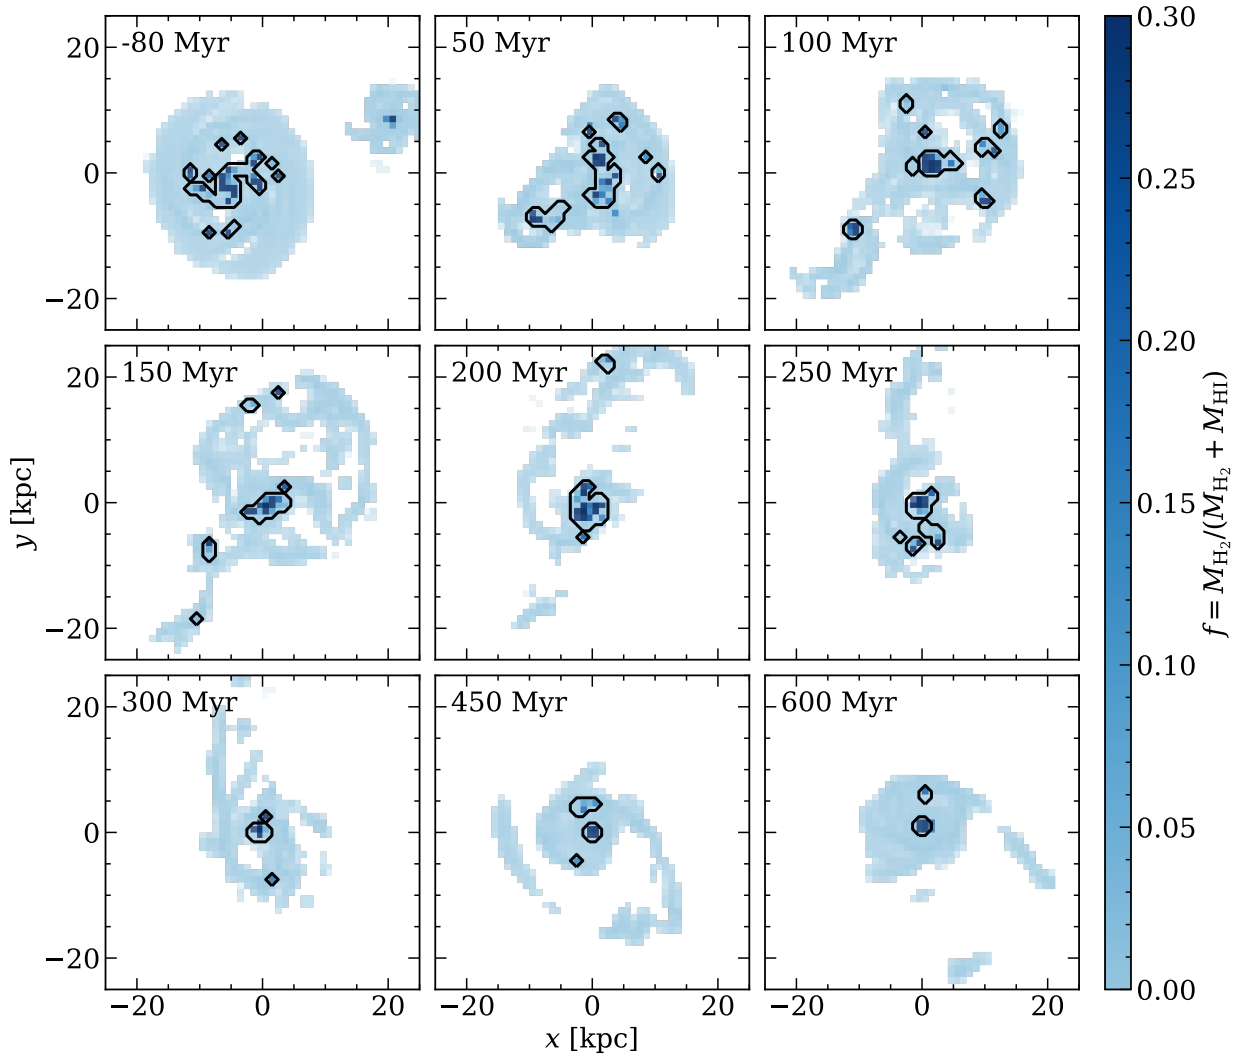 -80 Myr
50 Myr
100 Myr
0.30
20
0
−20
0.25
0.20
150 Myr
200 Myr
250 Myr
20
0
−20
y [kpc]
0.15
f = M_H₂/(M_H₂ + M_HI)
0.10
300 Myr
450 Myr
600 Myr
20
0
−20
0.05
0.00
−20 0 20 −20 0 20 −20 0 20
x [kpc]